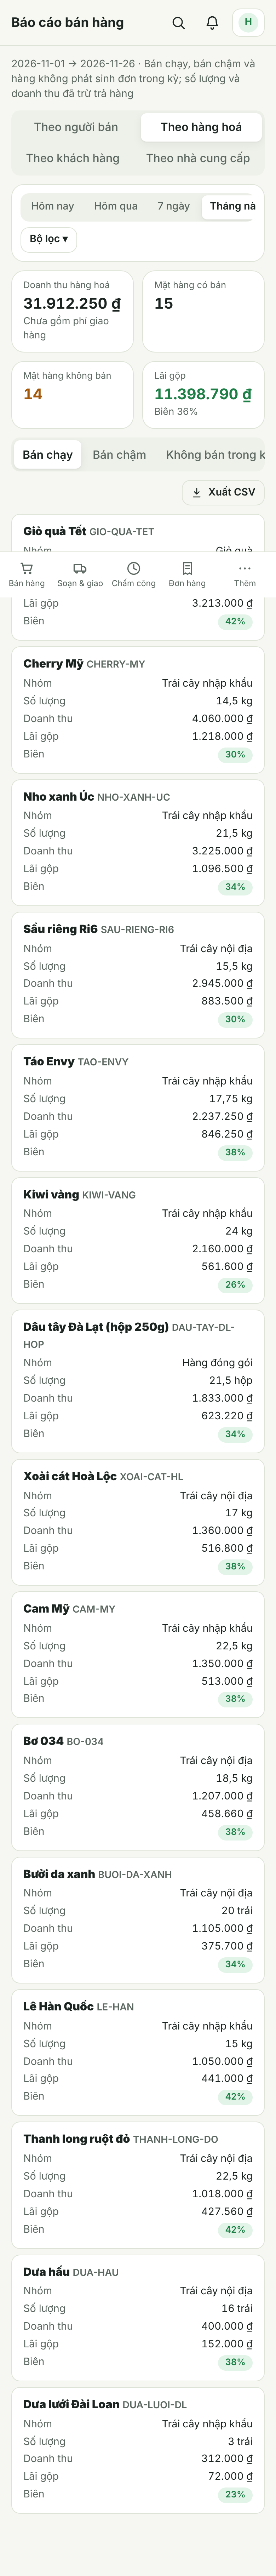 Báo cáo bán hàng
H
2026-11-01 → 2026-11-26 · Bán chạy, bán chậm và
hàng không phát sinh đơn trong kỳ; số lượng và
doanh thu đã trừ trả hàng
Theo người bán
Theo hàng hoá
Theo khách hàng
Theo nhà cung cấp
Hôm nay
Hôm qua
7 ngày
Tháng nà
Bộ lọc ▾
Doanh thu hàng hoá
31.912.250 ₫
Chưa gồm phí giao
hàng
Mặt hàng có bán
15
Mặt hàng không bán
14
Lãi gộp
11.398.790 ₫
Biên 36%
Bán chạy
Bán chậm
Không bán trong k
Xuất CSV
Giỏ quà Tết GIO-QUA-TET
Nhóm Giỏ quà
Bán hàng
Soạn & giao
Chấm công
Đơn hàng
Thêm
Lãi gộp 3.213.000 ₫
Biên 42%
Cherry Mỹ CHERRY-MY
Nhóm Trái cây nhập khẩu
Số lượng 14,5 kg
Doanh thu 4.060.000 ₫
Lãi gộp 1.218.000 ₫
Biên 30%
Nho xanh Úc NHO-XANH-UC
Nhóm Trái cây nhập khẩu
Số lượng 21,5 kg
Doanh thu 3.225.000 ₫
Lãi gộp 1.096.500 ₫
Biên 34%
Sầu riêng Ri6 SAU-RIENG-RI6
Nhóm Trái cây nội địa
Số lượng 15,5 kg
Doanh thu 2.945.000 ₫
Lãi gộp 883.500 ₫
Biên 30%
Táo Envy TAO-ENVY
Nhóm Trái cây nhập khẩu
Số lượng 17,75 kg
Doanh thu 2.237.250 ₫
Lãi gộp 846.250 ₫
Biên 38%
Kiwi vàng KIWI-VANG
Nhóm Trái cây nhập khẩu
Số lượng 24 kg
Doanh thu 2.160.000 ₫
Lãi gộp 561.600 ₫
Biên 26%
Dâu tây Đà Lạt (hộp 250g) DAU-TAY-DL-
HOP
Nhóm Hàng đóng gói
Số lượng 21,5 hộp
Doanh thu 1.833.000 ₫
Lãi gộp 623.220 ₫
Biên 34%
Xoài cát Hoà Lộc XOAI-CAT-HL
Nhóm Trái cây nội địa
Số lượng 17 kg
Doanh thu 1.360.000 ₫
Lãi gộp 516.800 ₫
Biên 38%
Cam Mỹ CAM-MY
Nhóm Trái cây nhập khẩu
Số lượng 22,5 kg
Doanh thu 1.350.000 ₫
Lãi gộp 513.000 ₫
Biên 38%
Bơ 034 BO-034
Nhóm Trái cây nội địa
Số lượng 18,5 kg
Doanh thu 1.207.000 ₫
Lãi gộp 458.660 ₫
Biên 38%
Bưởi da xanh BUOI-DA-XANH
Nhóm Trái cây nội địa
Số lượng 20 trái
Doanh thu 1.105.000 ₫
Lãi gộp 375.700 ₫
Biên 34%
Lê Hàn Quốc LE-HAN
Nhóm Trái cây nhập khẩu
Số lượng 15 kg
Doanh thu 1.050.000 ₫
Lãi gộp 441.000 ₫
Biên 42%
Thanh long ruột đỏ THANH-LONG-DO
Nhóm Trái cây nội địa
Số lượng 22,5 kg
Doanh thu 1.018.000 ₫
Lãi gộp 427.560 ₫
Biên 42%
Dưa hấu DUA-HAU
Nhóm Trái cây nội địa
Số lượng 16 trái
Doanh thu 400.000 ₫
Lãi gộp 152.000 ₫
Biên 38%
Dưa lưới Đài Loan DUA-LUOI-DL
Nhóm Trái cây nhập khẩu
Số lượng 3 trái
Doanh thu 312.000 ₫
Lãi gộp 72.000 ₫
Biên 23%